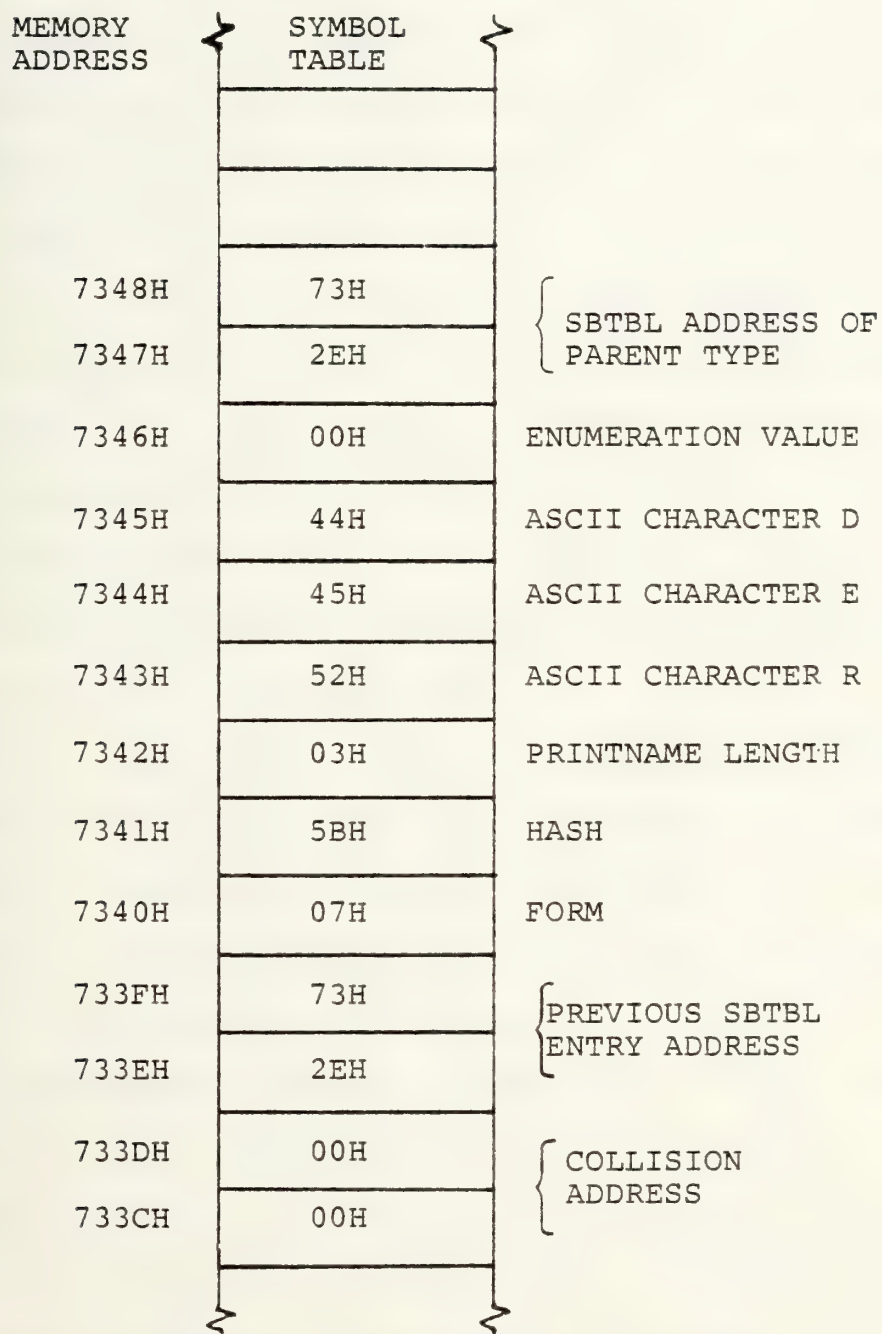 MEMORY ADDRESS
SYMBOL TABLE
7348H 73H
SBTBL ADDRESS OF PARENT TYPE
7347H 2EH
7346H 00H ENUMERATION VALUE
7345H 44H ASCII CHARACTER D
7344H 45H ASCII CHARACTER E
7343H 52H ASCII CHARACTER R
7342H 03H PRINTNAME LENGTH
7341H 5BH HASH
7340H 07H FORM
733FH 73H
PREVIOUS SBTBL ENTRY ADDRESS
733EH 2EH
733DH 00H
COLLISION ADDRESS
733CH 00H